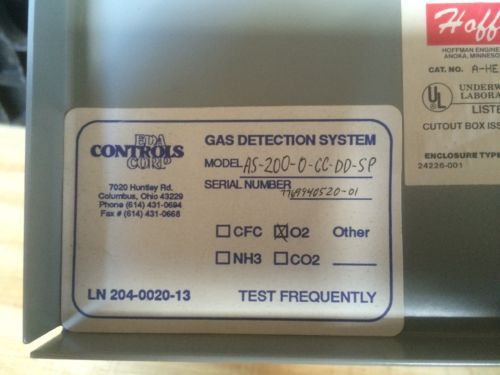 EDA
CONTROLS
CORP
7020 Huntley Rd.
Columbus, Ohio 43229
Phone (614) 431-0694
Fax # (614) 431-0668
LN 204-0020-13
GAS DETECTION SYSTEM
MODEL AS-200-O-CC-DD-SP
SERIAL NUMBER 940520-01
CFC O2 Other
NH3 CO2
TEST FREQUENTLY
Hoff
HOFFMAN ENGINE
ANOKA, MINNESO
CAT. NO. A-HE
UL
UNDERW
LABORA
LISTE
CUTOUT BOX ISS
ENCLOSURE TYPE
24226-001